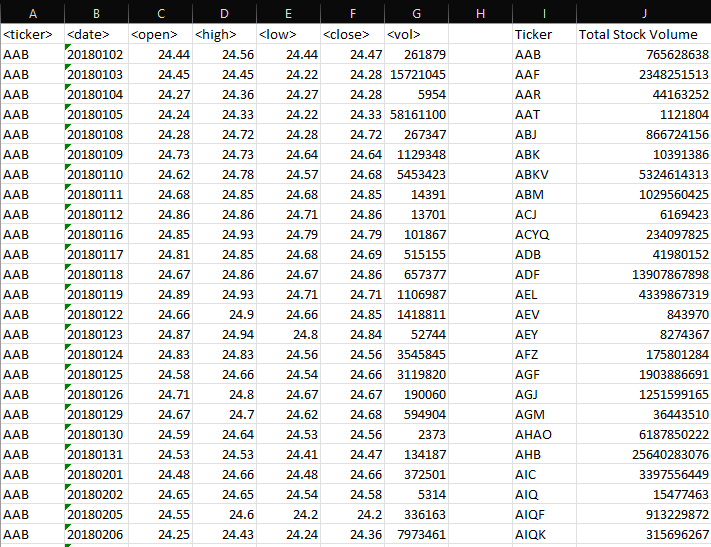 A B C D E F G H I J
<ticker> <date> <open> <high> <low> <close> <vol> Ticker Total Stock Volume
AAB 20180102 24.44 24.56 24.44 24.47 261879 AAB 765628638
AAB 20180103 24.45 24.45 24.22 24.28 15721045 AAF 2348251513
AAB 20180104 24.27 24.36 24.27 24.28 5954 AAR 44163252
AAB 20180105 24.24 24.33 24.22 24.33 58161100 AAT 1121804
AAB 20180108 24.28 24.72 24.28 24.72 267347 ABJ 866724156
AAB 20180109 24.73 24.73 24.64 24.64 1129348 ABK 10391386
AAB 20180110 24.62 24.78 24.57 24.68 5453423 ABKV 5324614313
AAB 20180111 24.68 24.85 24.68 24.85 14391 ABM 1029560425
AAB 20180112 24.86 24.86 24.71 24.86 13701 ACJ 6169423
AAB 20180116 24.85 24.93 24.79 24.79 101867 ACYQ 234097825
AAB 20180117 24.81 24.85 24.68 24.69 515155 ADB 41980152
AAB 20180118 24.67 24.86 24.67 24.86 657377 ADF 13907867898
AAB 20180119 24.89 24.93 24.71 24.71 1106987 AEL 4339867319
AAB 20180122 24.66 24.9 24.66 24.85 1418811 AEV 843970
AAB 20180123 24.87 24.94 24.8 24.84 52744 AEY 8274367
AAB 20180124 24.83 24.83 24.56 24.56 3545845 AFZ 175801284
AAB 20180125 24.58 24.66 24.54 24.66 3119820 AGF 1903886691
AAB 20180126 24.71 24.8 24.67 24.67 190060 AGJ 1251599165
AAB 20180129 24.67 24.7 24.62 24.68 594904 AGM 36443510
AAB 20180130 24.59 24.64 24.53 24.56 2373 AHAO 6187850222
AAB 20180131 24.53 24.53 24.41 24.47 134187 AHB 25640283076
AAB 20180201 24.48 24.66 24.48 24.66 372501 AIC 3397556449
AAB 20180202 24.65 24.65 24.54 24.58 5314 AIQ 15477463
AAB 20180205 24.55 24.6 24.2 24.2 336163 AIQF 913229872
AAB 20180206 24.25 24.43 24.24 24.36 7973461 AIQK 315696267